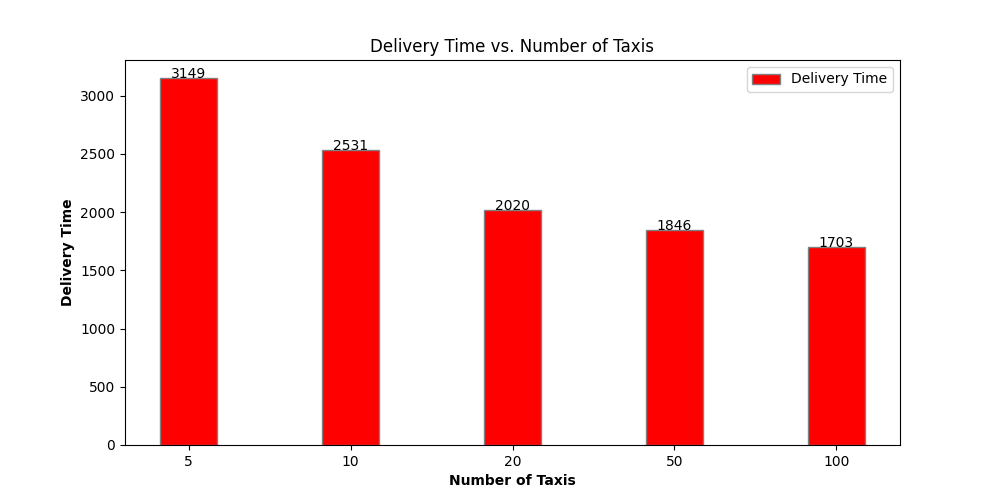 Delivery Time vs. Number of Taxis
Delivery Time
3149
2531
2020
1846
1703
3000
2500
2000
1500
1000
500
0
Delivery Time
5 10 20 50 100
Number of Taxis